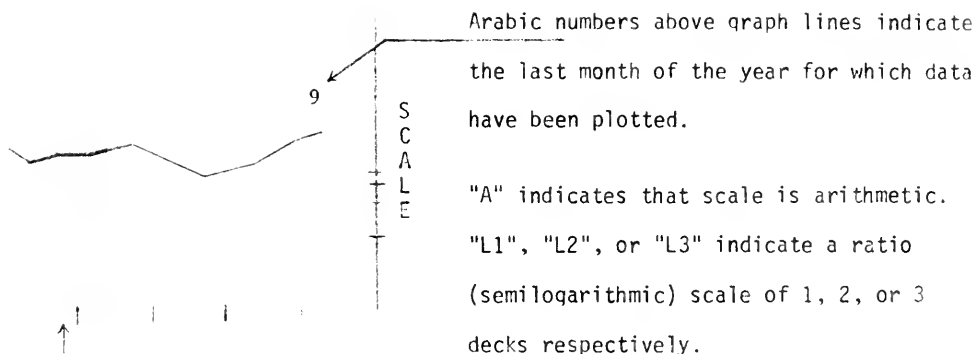 Arabic numbers above graph lines indicate
the last month of the year for which data
have been plotted.
9
SCALE
"A" indicates that scale is arithmetic.
"L1", "L2", or "L3" indicate a ratio
(semilogarithmic) scale of 1, 2, or 3
decks respectively.